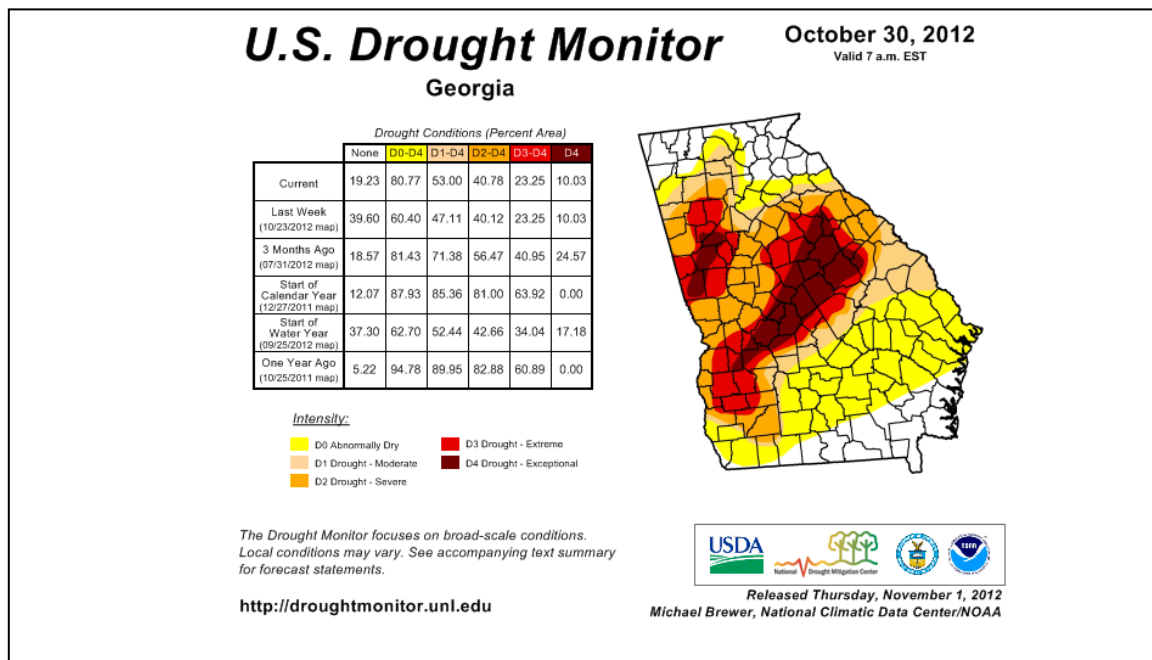 U.S. Drought Monitor
October 30, 2012
Valid 7 a.m. EST
Georgia
Drought Conditions (Percent Area)
None D0-D4 D1-D4 D2-D4 D3-D4 D4
Current 19.23 80.77 53.00 40.78 23.25 10.03
Last Week
(10/23/2012 map)
39.60 60.40 47.11 40.12 23.25 10.03
3 Months Ago
(07/31/2012 map)
18.57 81.43 71.38 56.47 40.95 24.57
Start of
Calendar Year
(12/27/2011 map)
12.07 87.93 85.36 81.00 63.92 0.00
Start of
Water Year
(09/25/2012 map)
37.30 62.70 52.44 42.66 34.04 17.18
One Year Ago
(10/25/2011 map)
5.22 94.78 89.95 82.88 60.89 0.00
Intensity:
D0 Abnormally Dry
D1 Drought - Moderate
D2 Drought - Severe
D3 Drought - Extreme
D4 Drought - Exceptional
The Drought Monitor focuses on broad-scale conditions.
Local conditions may vary. See accompanying text summary
for forecast statements.
http://droughtmonitor.unl.edu
USDA
National Drought Mitigation Center
Released Thursday, November 1, 2012
Michael Brewer, National Climatic Data Center/NOAA